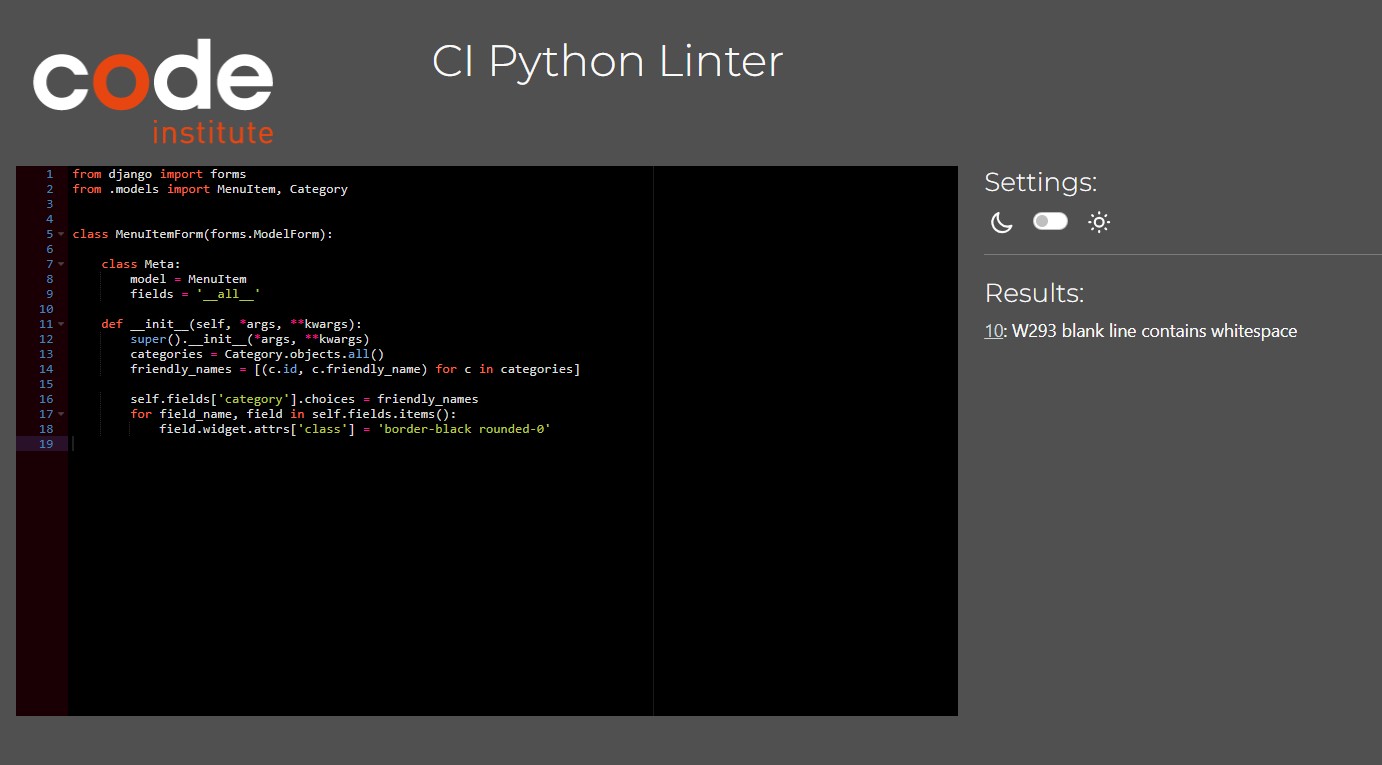 code
institute
CI Python Linter
1 from django import forms
2 from .models import MenuItem, Category
3
4
5 class MenuItemForm(forms.ModelForm):
6
7     class Meta:
8         model = MenuItem
9         fields = '__all__'
10
11     def __init__(self, *args, **kwargs):
12         super().__init__(*args, **kwargs)
13         categories = Category.objects.all()
14         friendly_names = [(c.id, c.friendly_name) for c in categories]
15
16         self.fields['category'].choices = friendly_names
17         for field_name, field in self.fields.items():
18             field.widget.attrs['class'] = 'border-black rounded-0'
19
Settings:
Results:
10: W293 blank line contains whitespace